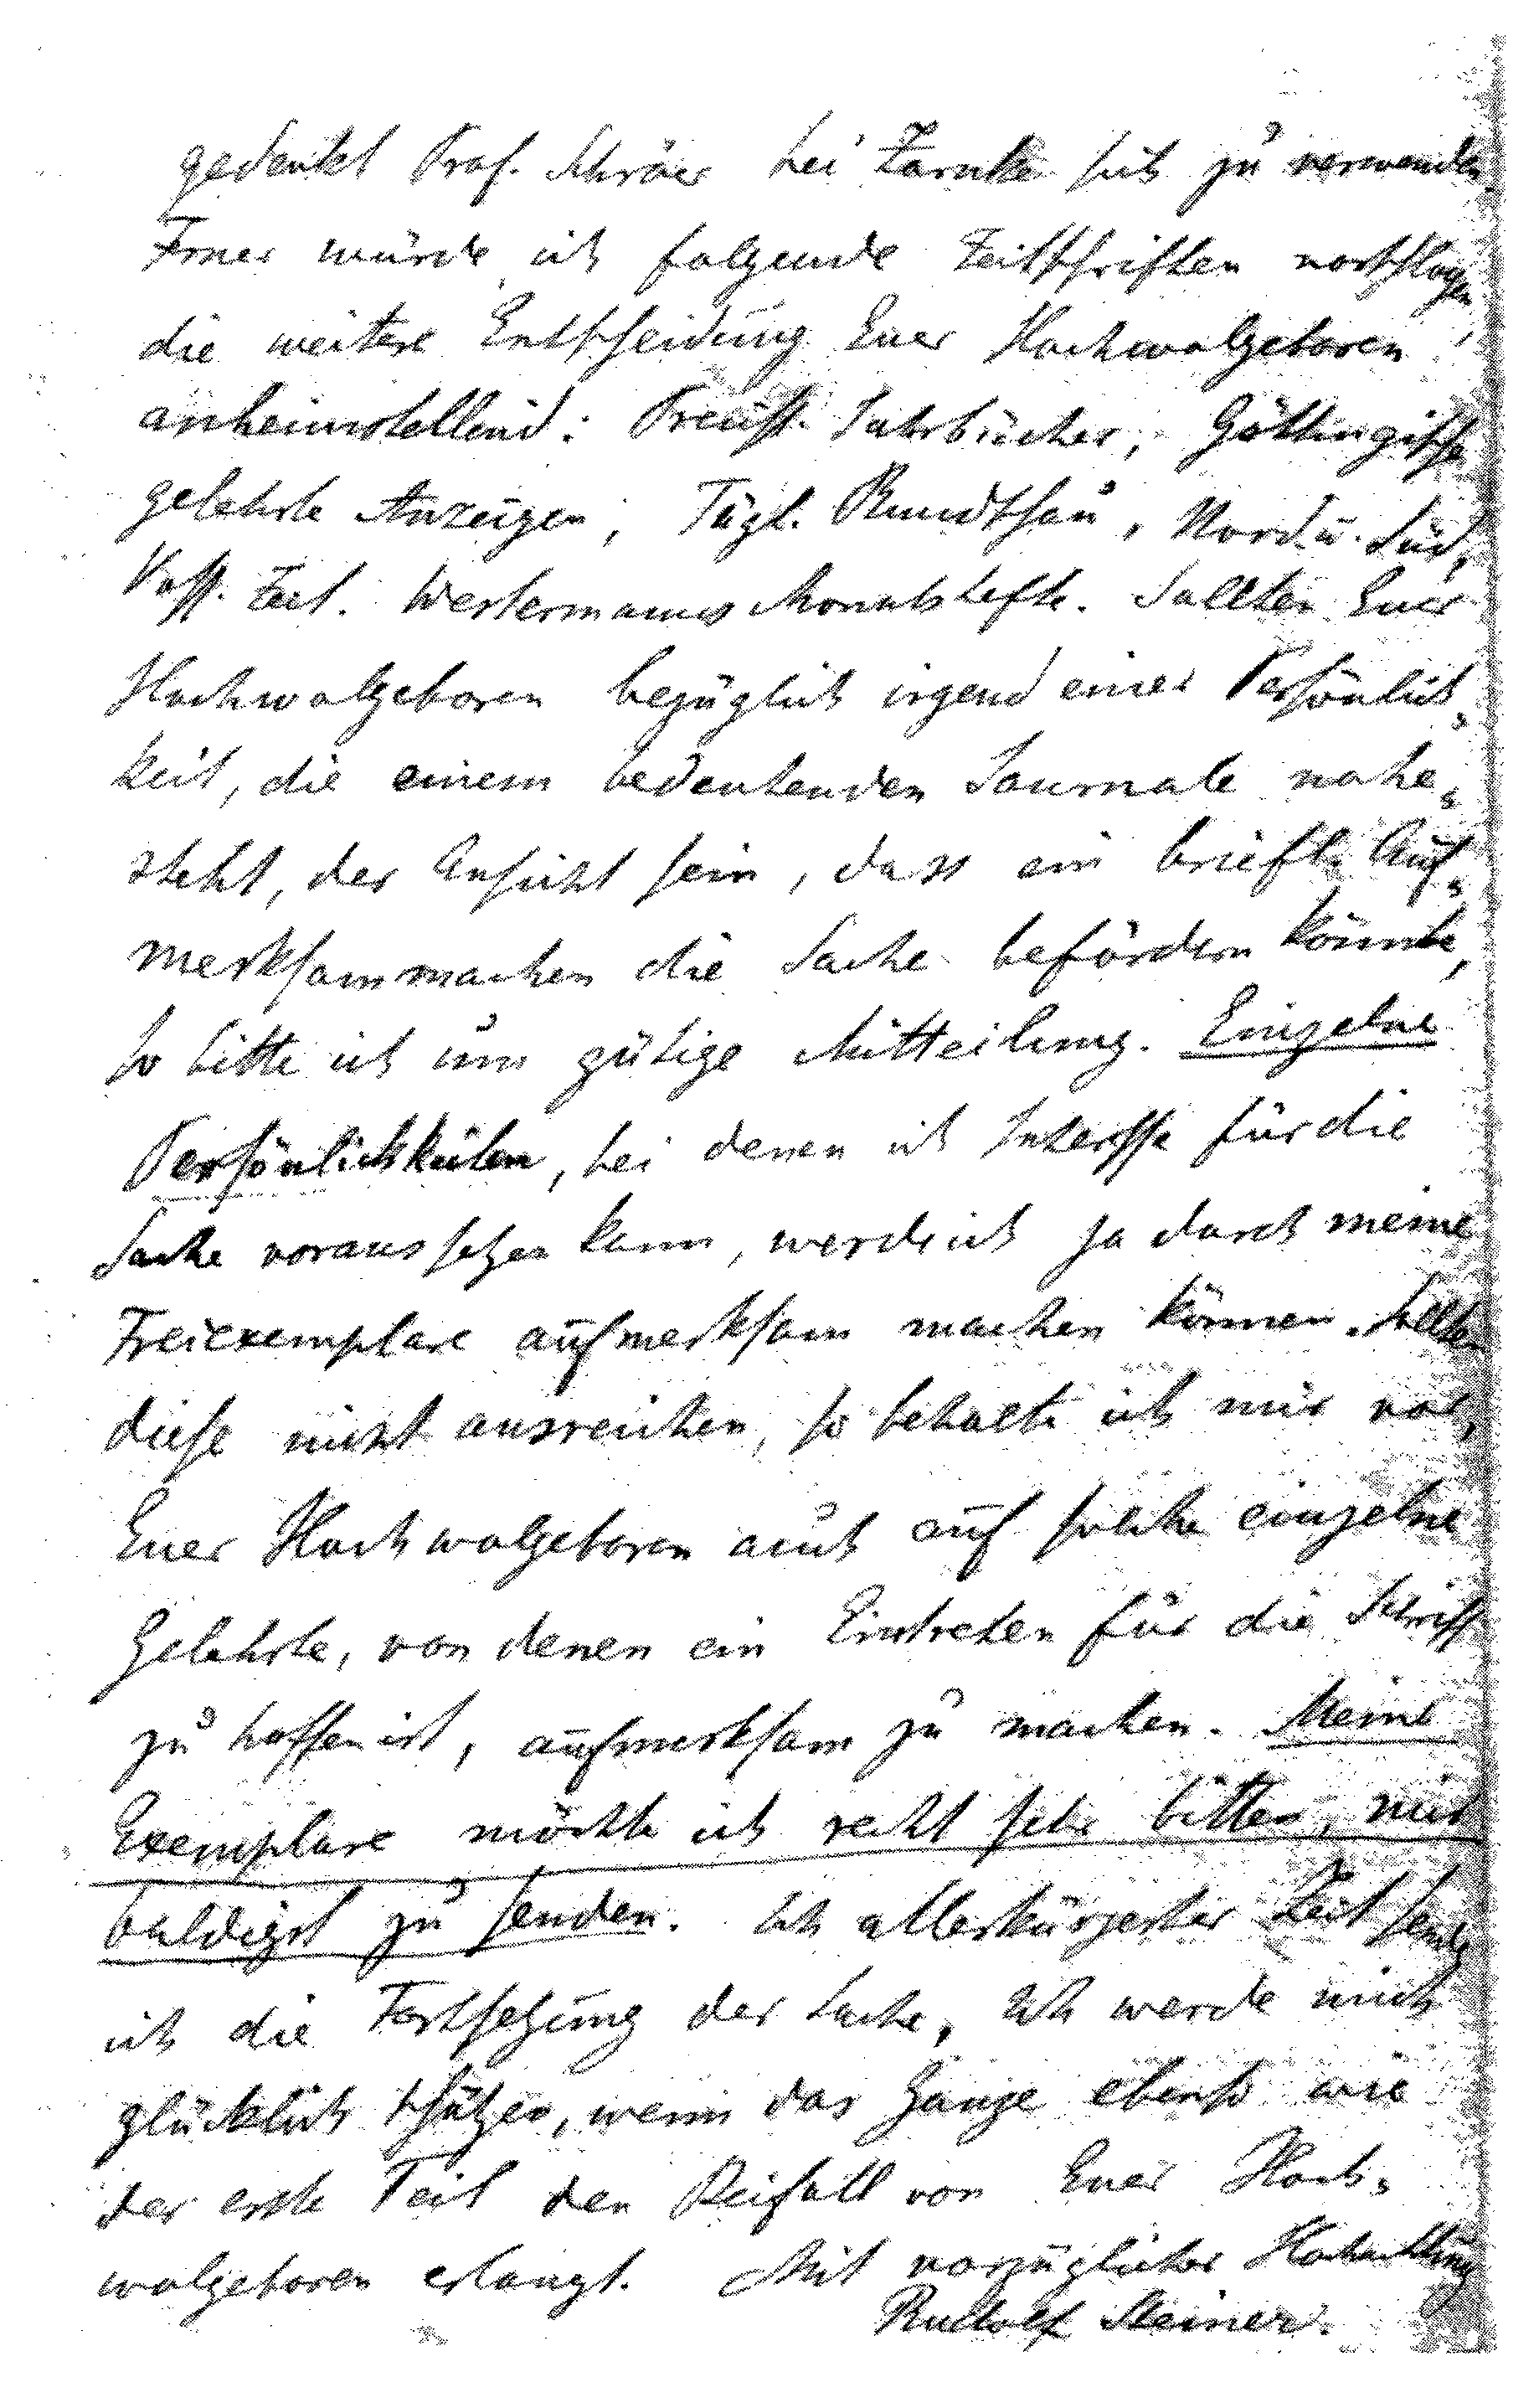 gedenkt Prof. Schröer bei Zarncke sich zu verwenden.
Ferner würde ich folgende Zeitschriften vorschlagen,
die weitere Entscheidung Euer Hochwolgeboren
anheimstellend: Preuss. Jahrbücher, Göttingische
gelehrte Anzeigen, Tägl. Rundschau, Nord u. Süd,
Voss. Zeit. Westermanns Monatshefte. Sollten Euer
Hochwolgeboren bezüglich irgend einer Persönlich-
keit, die einem bedeutenden Journale nahe-
steht, der Ansicht sein, dass ein briefl. Auf-
merksammachen die Sache befördern könnte,
so bitte ich um gütige Mitteilung. Einzelne
Persönlichkeiten, bei denen ich Interesse für die
Sache voraussetzen kann, werde ich ja durch meine
Freiexemplare aufmerksam machen können. Sollten
diese nicht ausreichen, so behalte ich mir vor,
Euer Hochwolgeboren auch auf solche einzelne
Gelehrte, von denen ein Eintreten für die Schrift
zu hoffen ist, aufmerksam zu machen. Meine
Exemplare möchte ich recht sehr bitten, mir
baldigst zu senden. In allerkürzester Zeit sende
ich die Fortsetzung der Sache. Ich werde mich
glücklich schätzen, wenn das Ganze ebenso wie
der erste Teil den Beifall von Euer Hoch-
wolgeboren erlangt. Mit vorzüglicher Hochachtung
Rudolf Steiner.